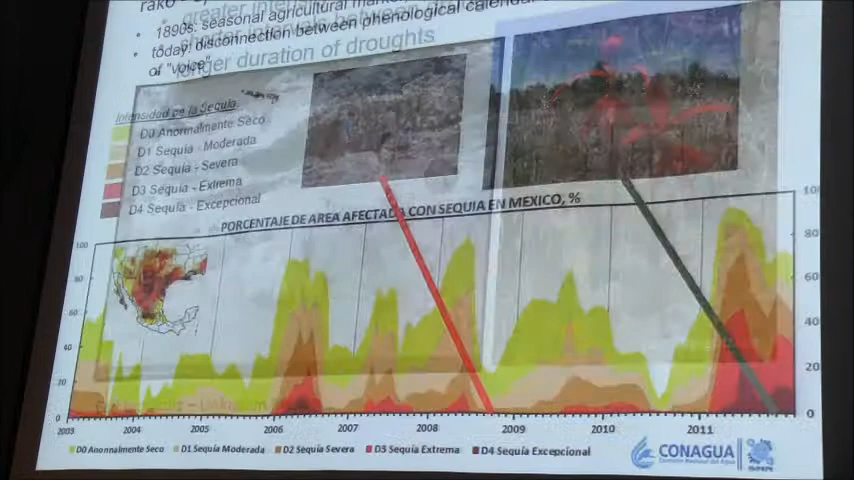 greater
1890s: seasonal agricultural
today: disconnection between phenological
of "voice"
longer duration of droughts
Intensidad de la Sequía:
D0 Anormalmente Seco
D1 Sequía - Moderada
D2 Sequía - Severa
D3 Sequía - Extrema
D4 Sequía - Excepcional
PORCENTAJE DE AREA AFECTADA CON SEQUIA EN MEXICO, %
100
100
80
80
60
60
40
40
20
20
0
0
2003 2004 2005 2006 2007 2008 2009 2010 2011
D0 Anormalmente Seco D1 Sequía Moderada D2 Sequía Severa D3 Sequía Extrema D4 Sequía Excepcional
CONAGUA